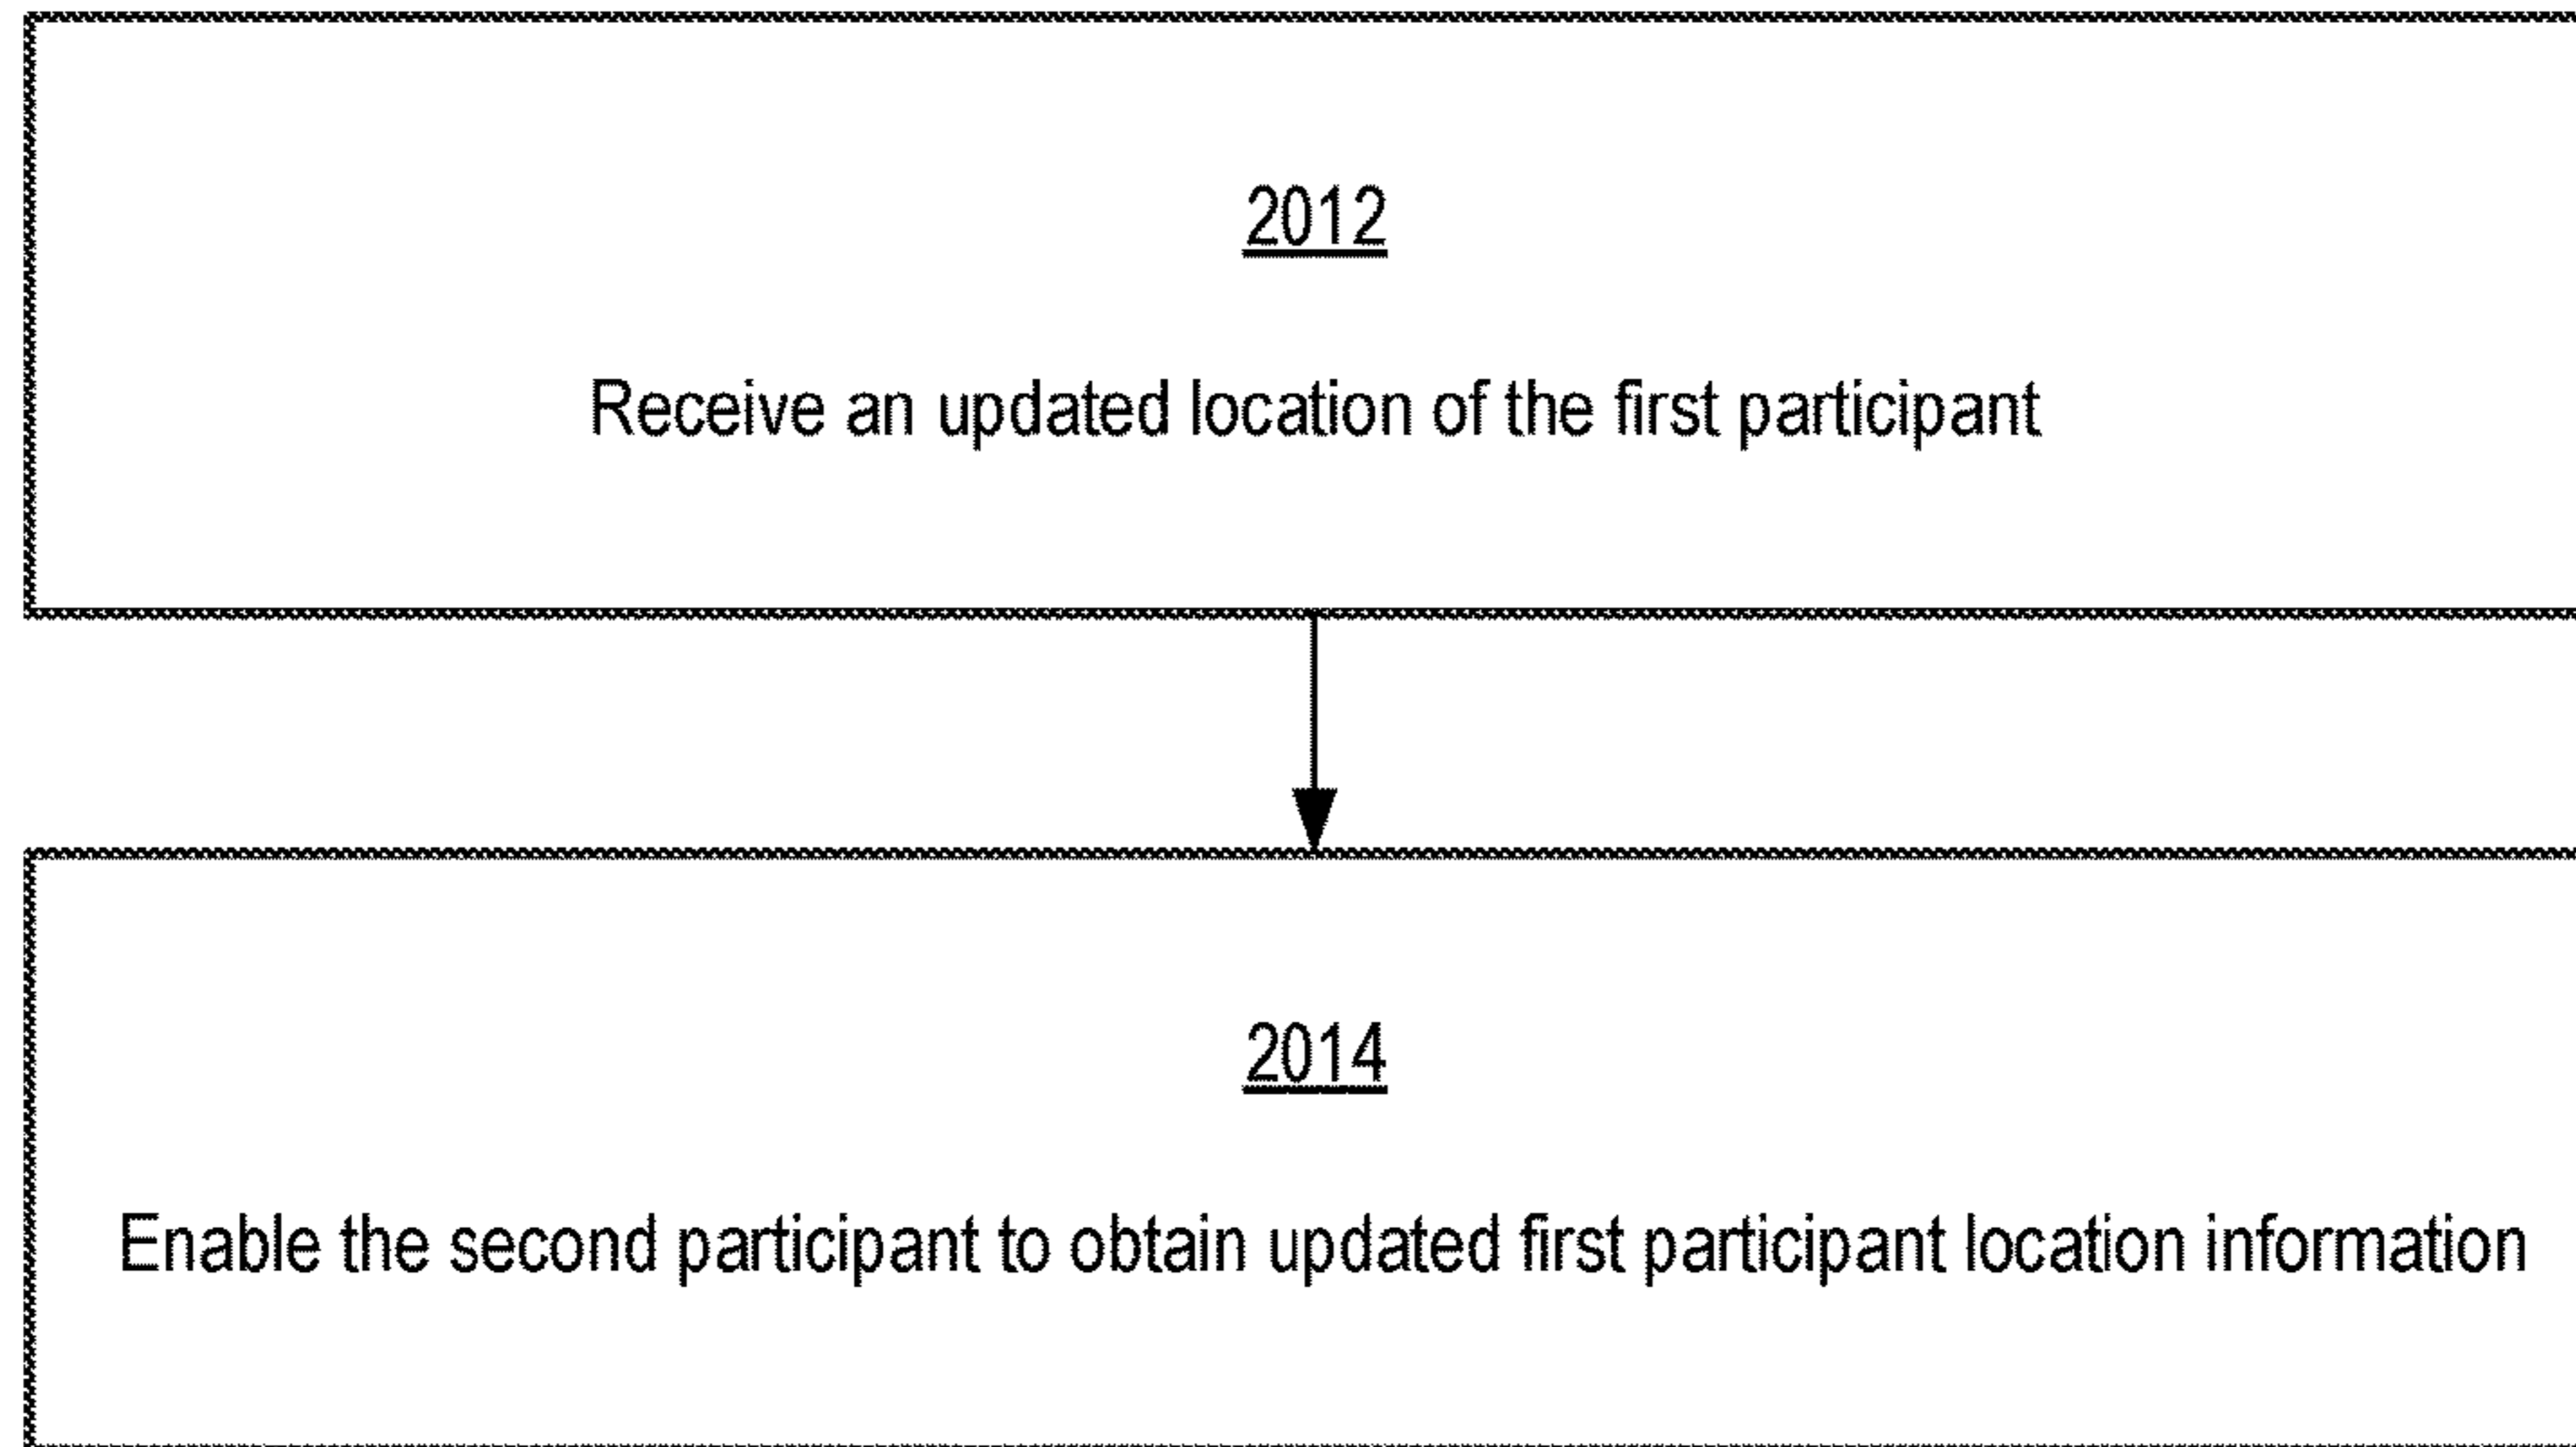 2012
Receive an updated location of the first participant
2014
Enable the second participant to obtain updated first participant location information